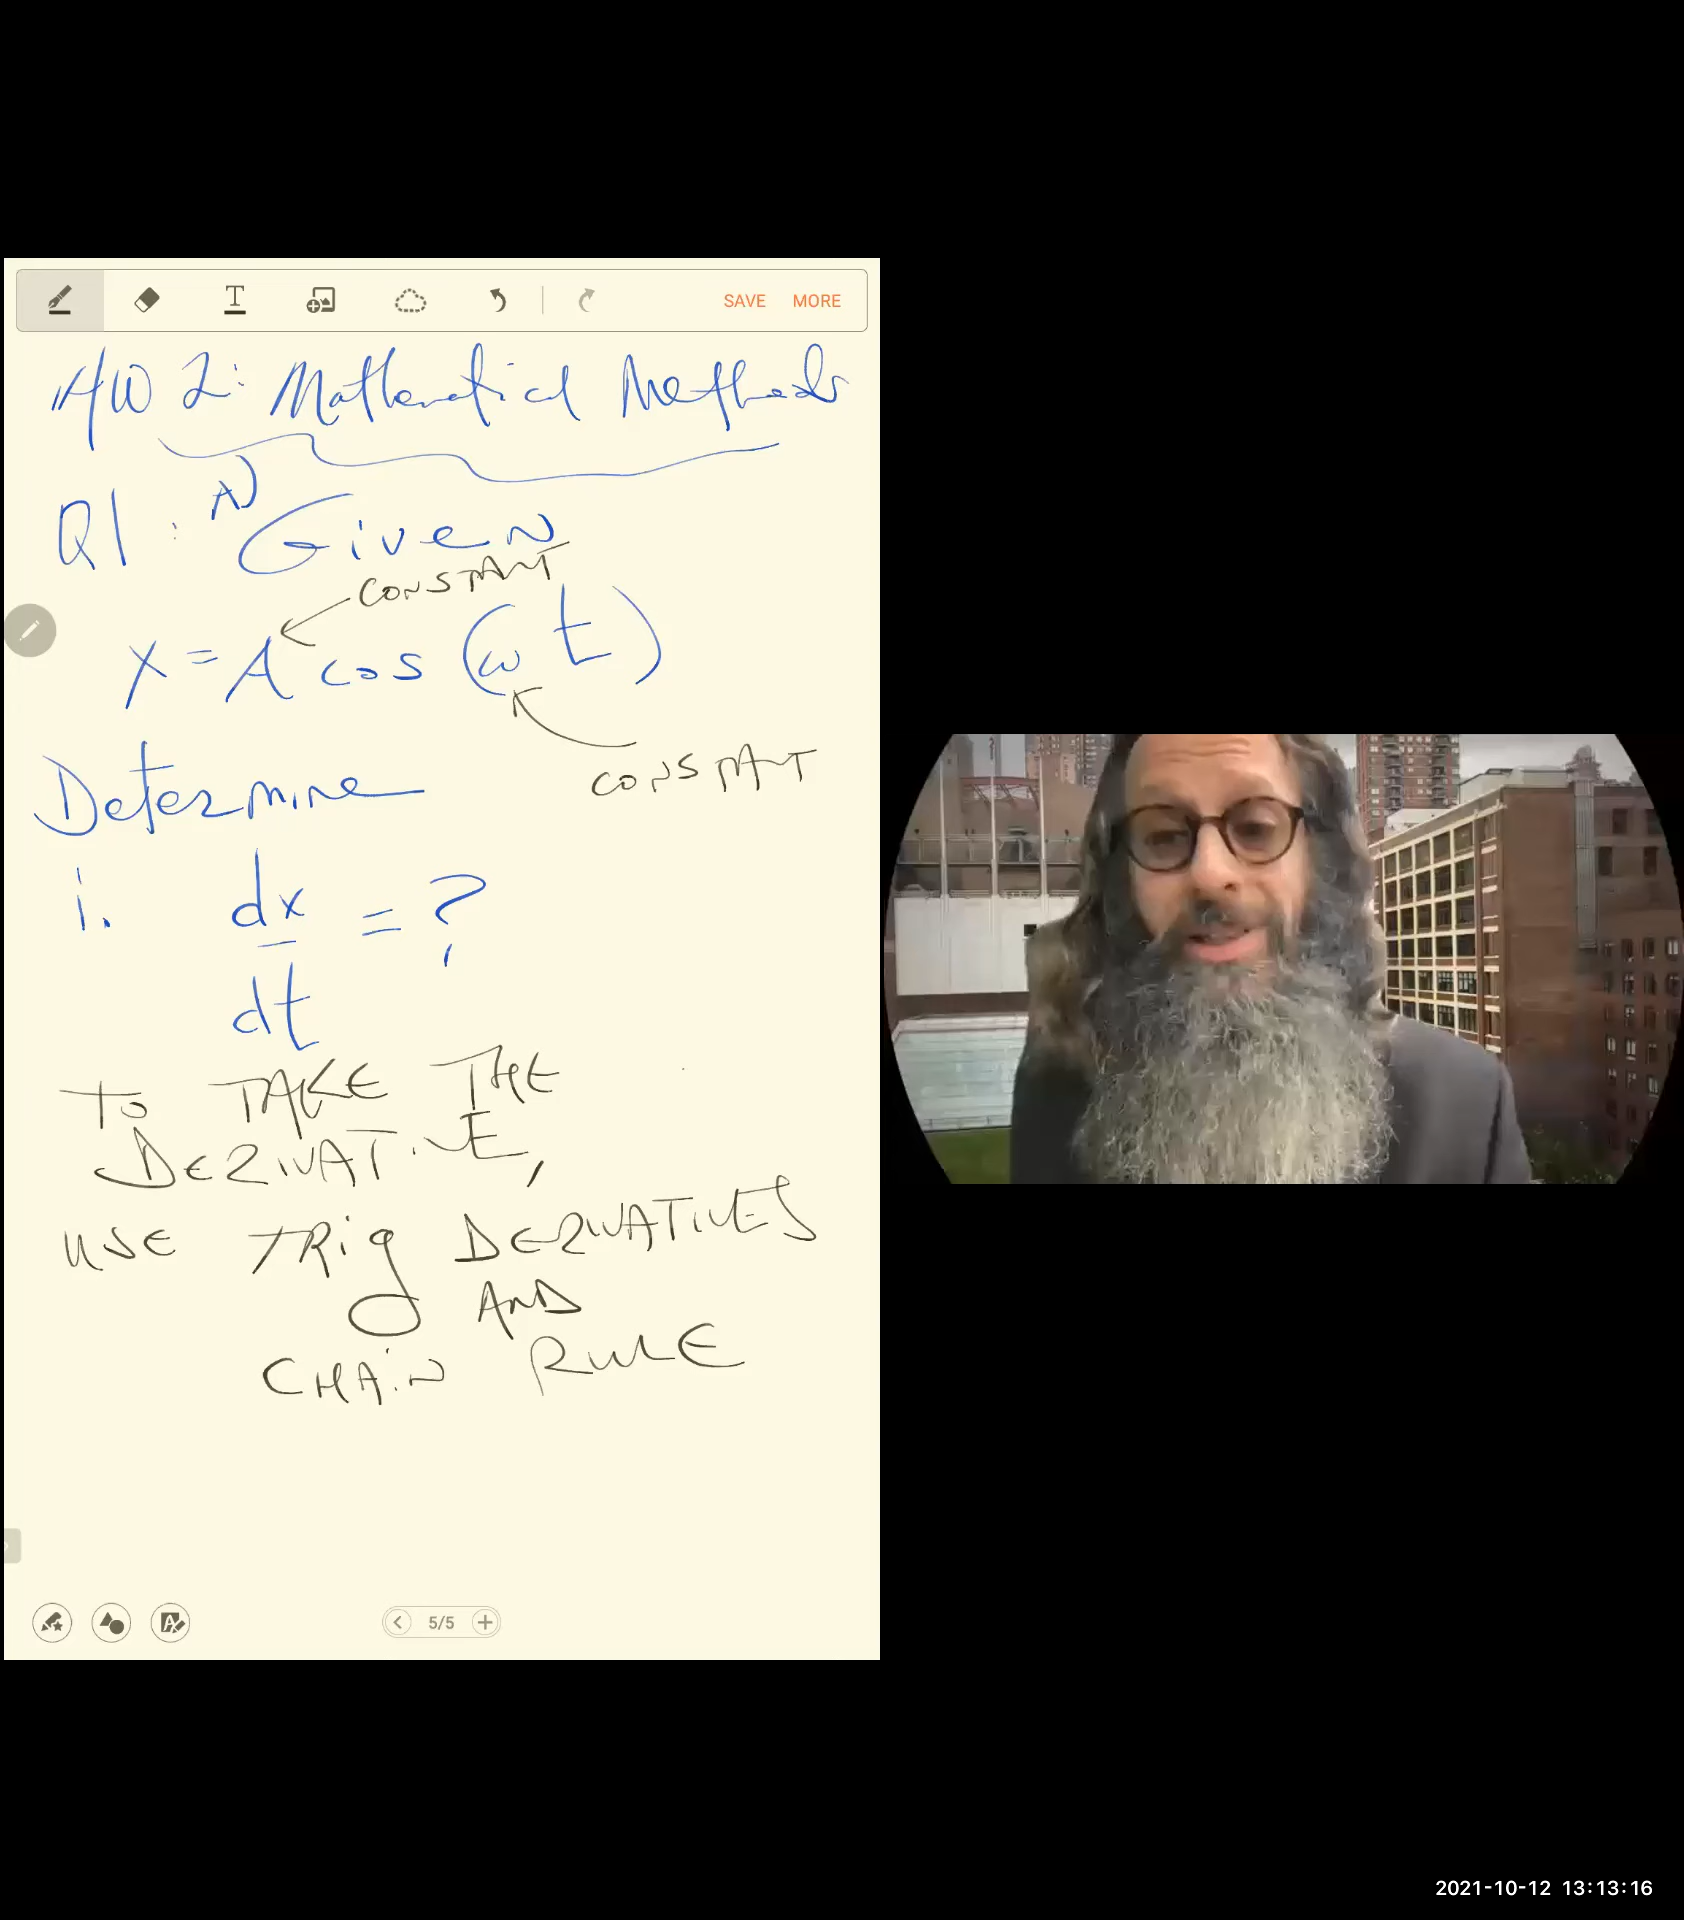 T
SAVE MORE
HW 2: Mathematical Methods
Q1: A) Given
CONSTANT
x = A cos (ω t)
CONSTANT
Determine
i. dx = ?
dt
TO TAKE THE
DERIVATIVE,
USE TRIG DERIVATIVES
AND
CHAIN RULE
5/5
2021-10-12 13:13:16